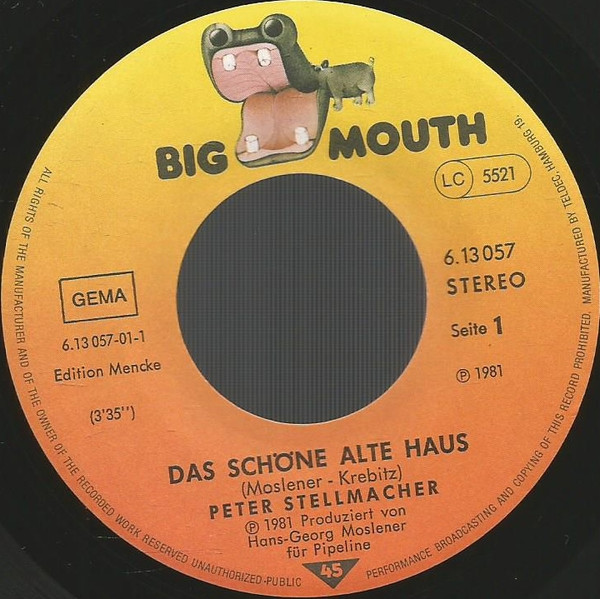 BIG MOUTH
LC 5521
6.13057
STEREO
Seite 1
℗ 1981
GEMA
6.13 057-01-1
Edition Mencke
(3'35")
DAS SCHÖNE ALTE HAUS
(Moslener - Krebitz)
PETER STELLMACHER
℗ 1981 Produziert von
Hans-Georg Moslener
für Pipeline
45
ALL RIGHTS OF THE MANUFACTURER AND OF THE OWNER OF THE RECORDED WORK RESERVED UNAUTHORIZED-PUBLIC PERFORMANCE BROADCASTING AND COPYING OF THIS RECORD PROHIBITED. MANUFACTURED BY TELDEC, HAMBURG 19.